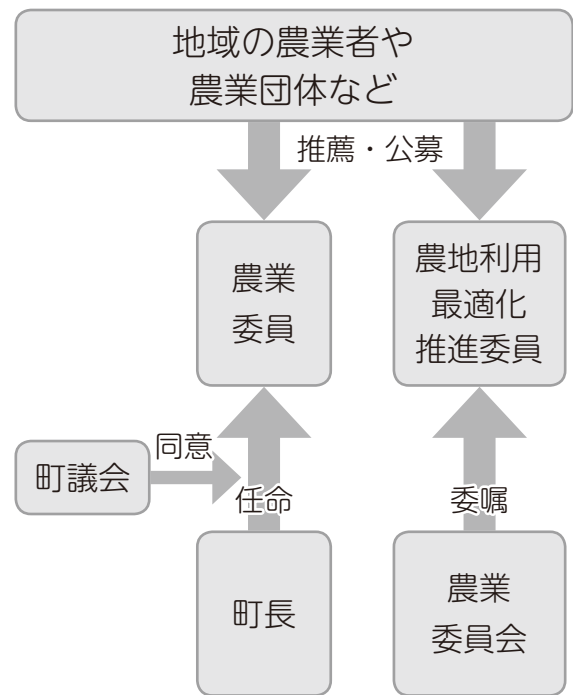 地域の農業者や
農業団体など
推薦・公募
農業
委員
農地利用
最適化
推進委員
町議会
同意
任命
委嘱
町長
農業
委員会